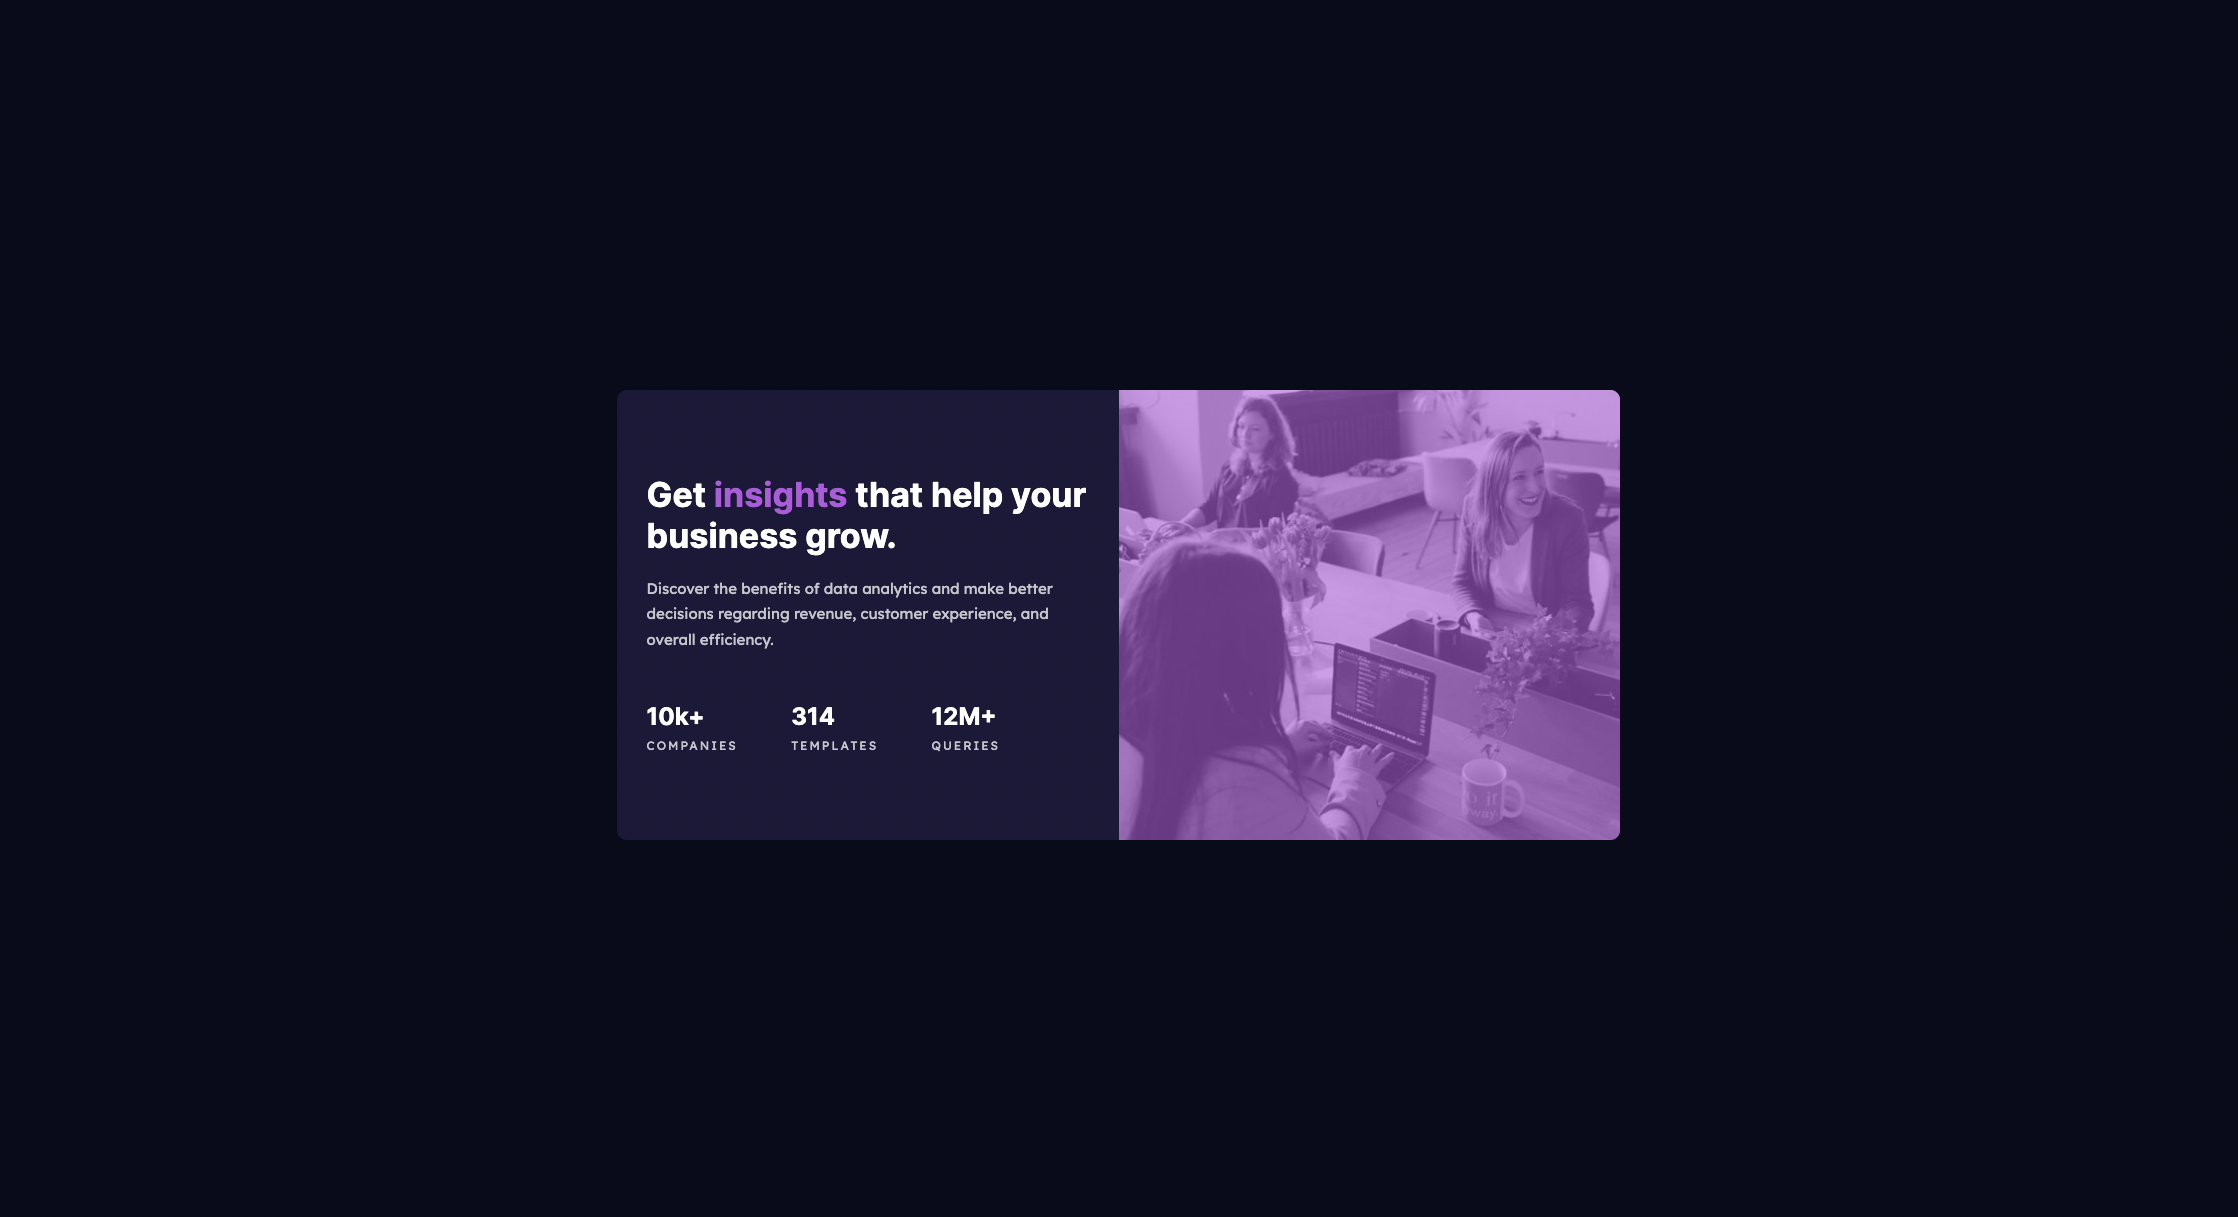 Get insights that help your
business grow.
Discover the benefits of data analytics and make better
decisions regarding revenue, customer experience, and
overall efficiency.
10k+ 314 12M+
COMPANIES TEMPLATES QUERIES